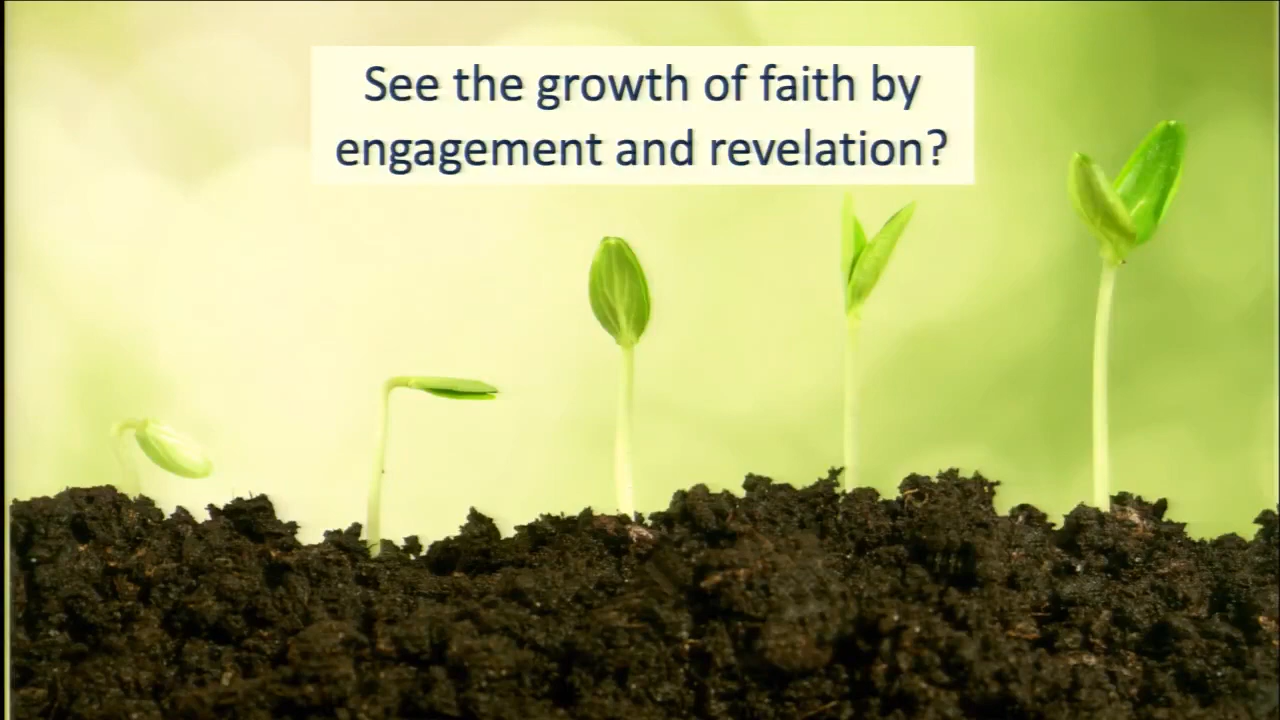 See the growth of faith by
engagement and revelation?